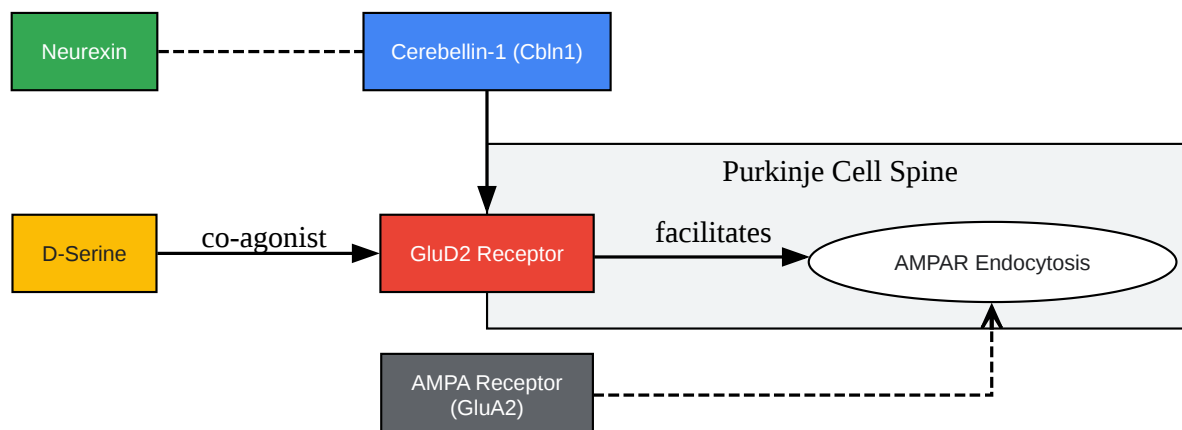 Neurexin
Cerebellin-1 (Cbln1)
Purkinje Cell Spine
D-Serine
co-agonist
GluD2 Receptor
facilitates
AMPAR Endocytosis
AMPA Receptor
(GluA2)